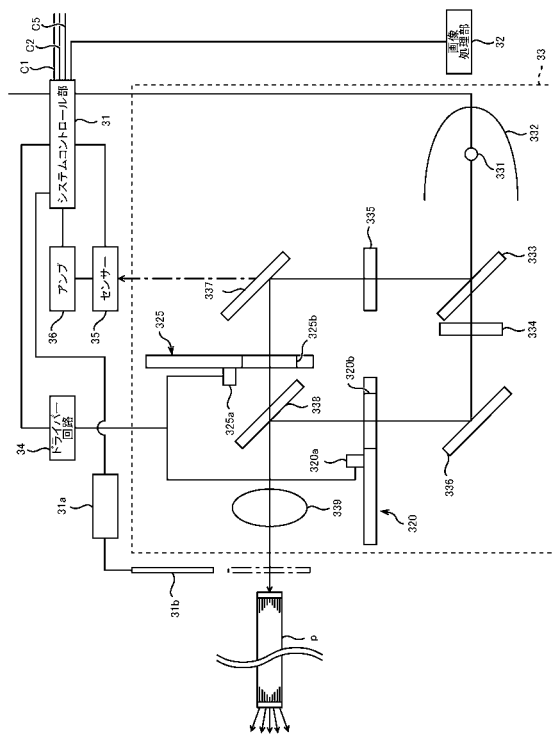 C1
C2
C5
システムコントロール部
31
画像
処理部
32
33
アンプ
36
センサー
35
ドライバー
回路
34
31a
31b
325
325a
325b
337
338
339
335
320
320a
320b
331
332
333
334
336
p